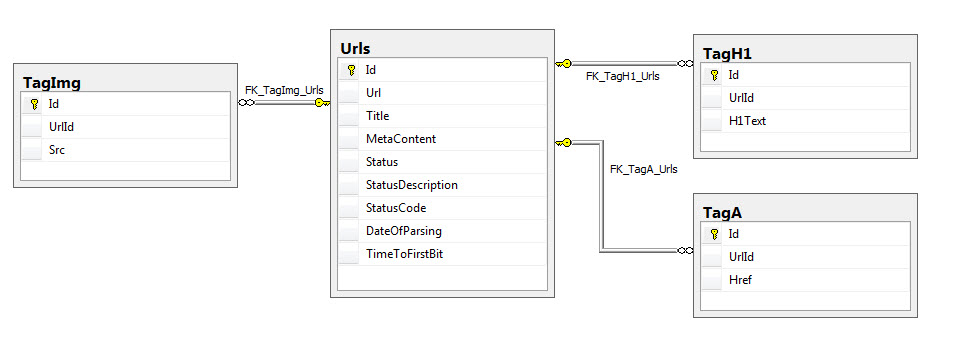 TagImg
Id
UrlId
Src
FK_TagImg_Urls
Urls
Id
Url
Title
MetaContent
Status
StatusDescription
StatusCode
DateOfParsing
TimeToFirstBit
FK_TagH1_Urls
FK_TagA_Urls
TagH1
Id
UrlId
H1Text
TagA
Id
UrlId
Href